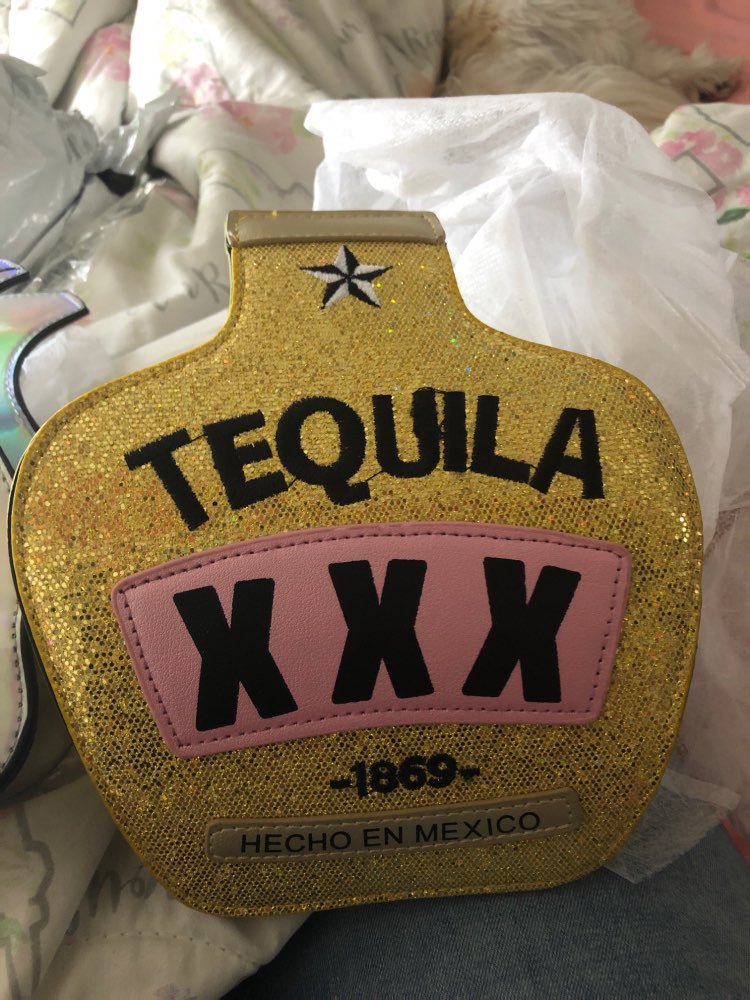 TEQUILA
XXX
-1869-
HECHO EN MEXICO